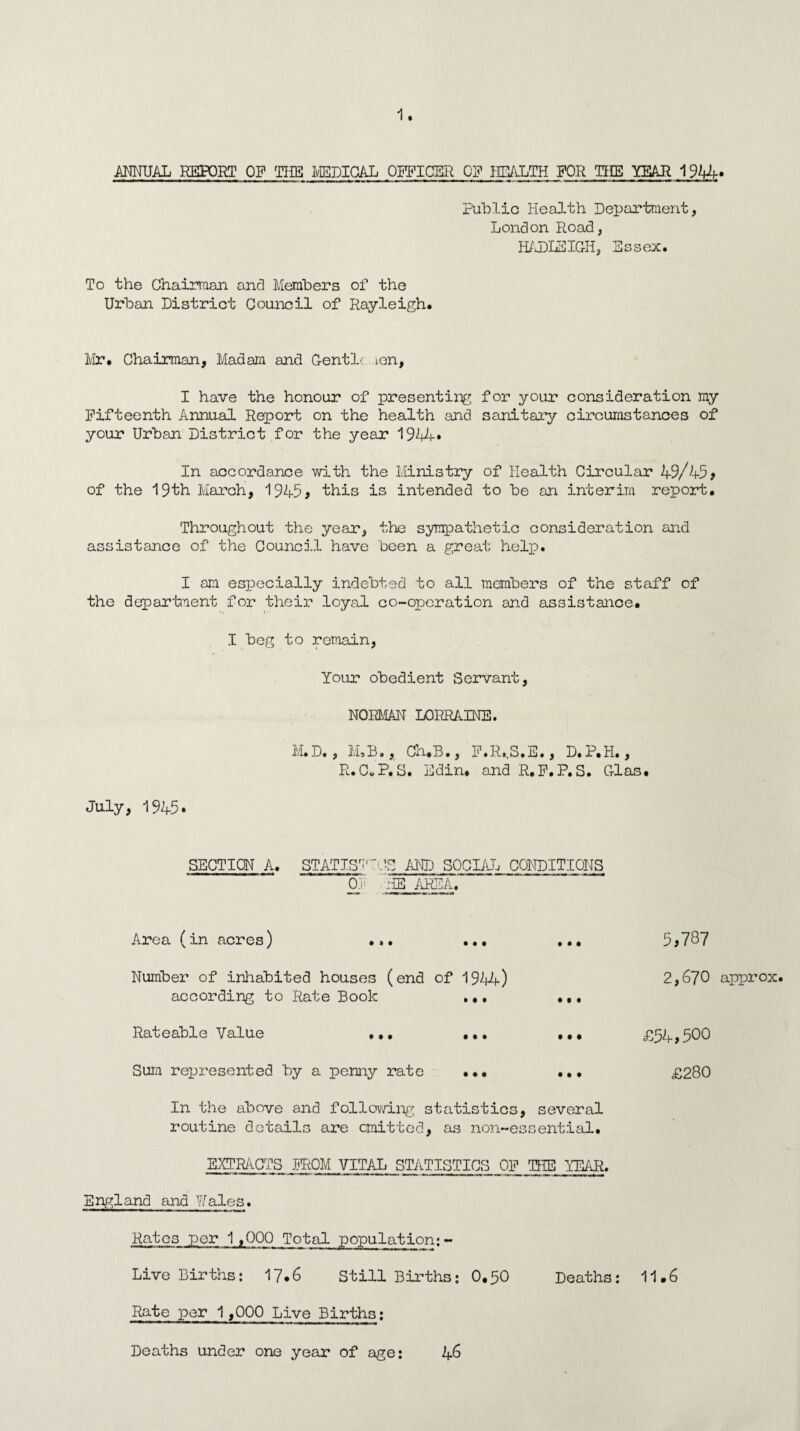 1.
ANNUAL REPORT OF THE MEDICAL OFFICER OF HEALTH FOR THE YEAR 1944.
Public Health Department,
London Road,
HADLEIGH, Essex.
To the Chairman and Members of the
Urban District Council of Rayleigh.
Mr. Chairman, Madam and Gentlemen,
I have the honour of presenting for your consideration my
Fifteenth Annual Report on the health and sanitary circumstances of
your Urban District for the year 1944.
In accordance with the Ministry of Health Circular 49/45,
of the 19th March, 1945, this is intended to be an interim report.
Throughout the year, the sympathetic consideration and
assistance of the Council have been a great help.
I am especially indebted to all members of the staff of
the department for their loyal co-operation and assistance.
I beg to remain,
Your obedient Servant,
NORMAN LORRAINE.
M.D., M.B., Ch.B., F.R.S.E., D.P.H.,
R.C.P.S. Edin. and R.F.P.S. Glas.
July, 1945.
SECTION A. STATISTICS AND SOCIAL CONDITIONS
OF THE AREA.
Area (in acres) ... ... ... 5,787
Number of inhabited houses (end of 1944) 2,670 approx.
according to Rate Book ... ...
Rateable Value ... ... ... £54,500
Sum represented by a penny rate ... ... £280
In the above and following statistics, several
routine details are omitted, as non-essential.
EXTRACTS FROM VITAL STATISTICS OF THE YEAR.
England and Wales.
Rates per 1,000 Total population:-
Live Births: 17.6 Still Births: 0.50 Deaths: 11.6
Rate per 1,000 Live Births:
Deaths under one year of age: 46